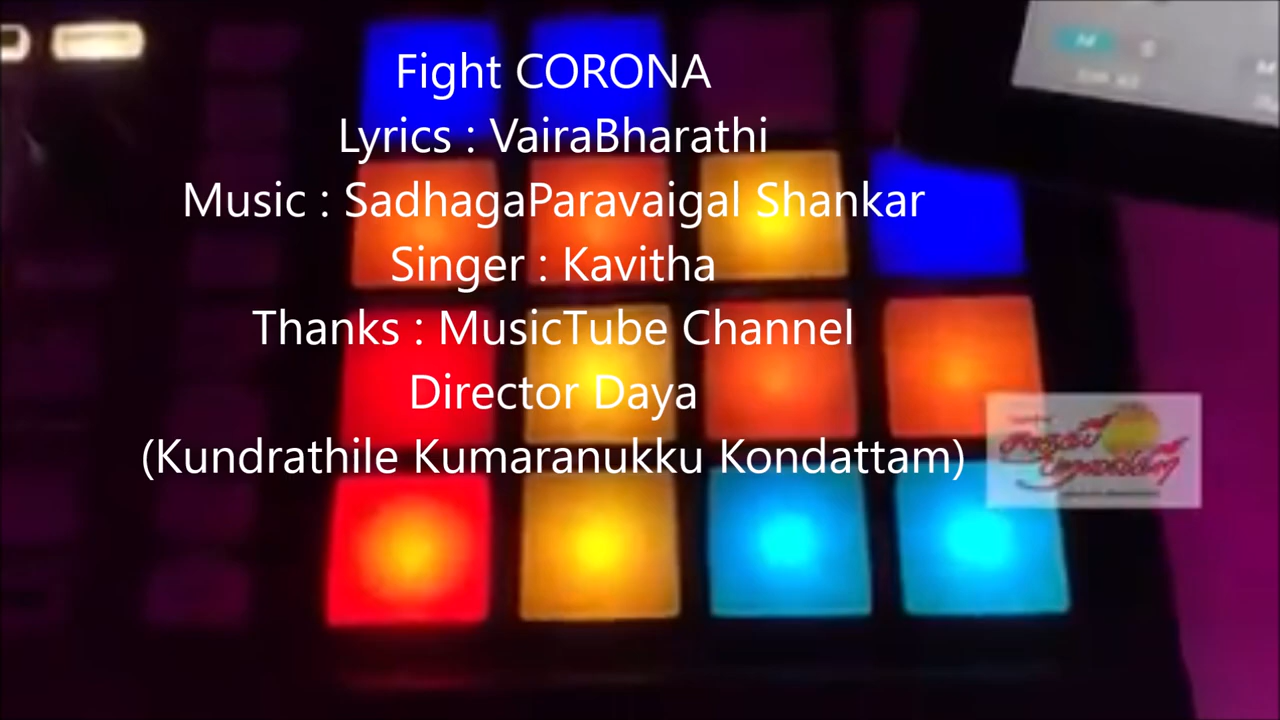 Fight CORONA
Lyrics : VairaBharathi
Music : SadhagaParavaigal Shankar
Singer : Kavitha
Thanks : MusicTube Channel
Director Daya
(Kundrathile Kumaranukku Kondattam)
M
S